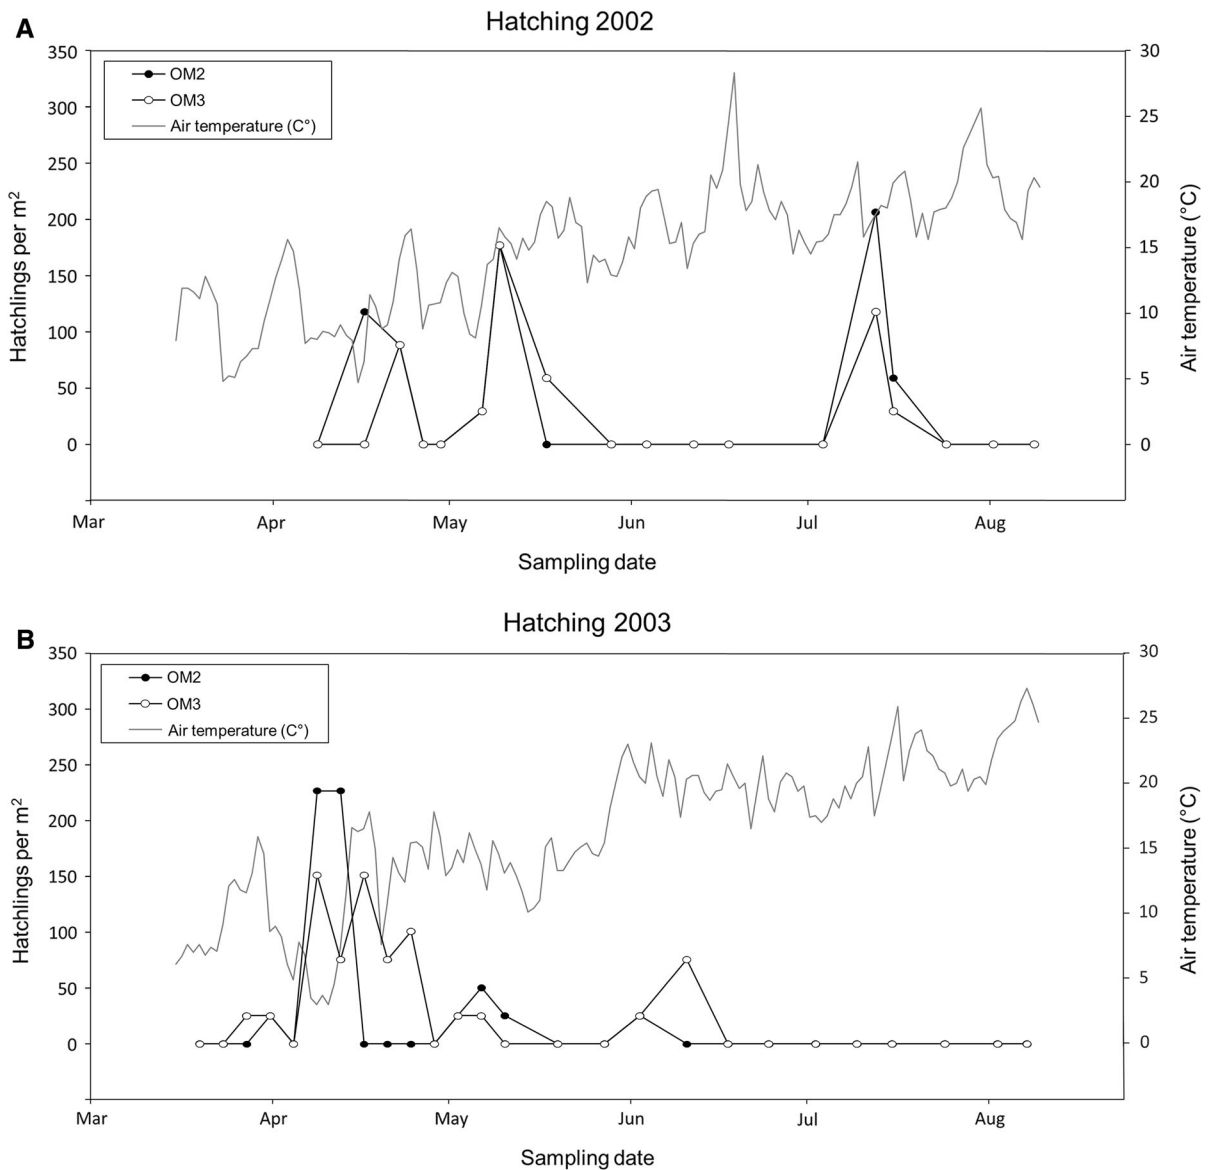 A
Hatching 2002
350
300
250
200
150
100
50
0
Hatchlings per m²
OM2
OM3
Air temperature (C°)
30
25
20
15
10
5
0
Air temperature (°C)
Mar Apr May Jun Jul Aug
Sampling date
B
Hatching 2003
350
300
250
200
150
100
50
0
Hatchlings per m²
OM2
OM3
Air temperature (C°)
30
25
20
15
10
5
0
Air temperature (°C)
Mar Apr May Jun Jul Aug
Sampling date